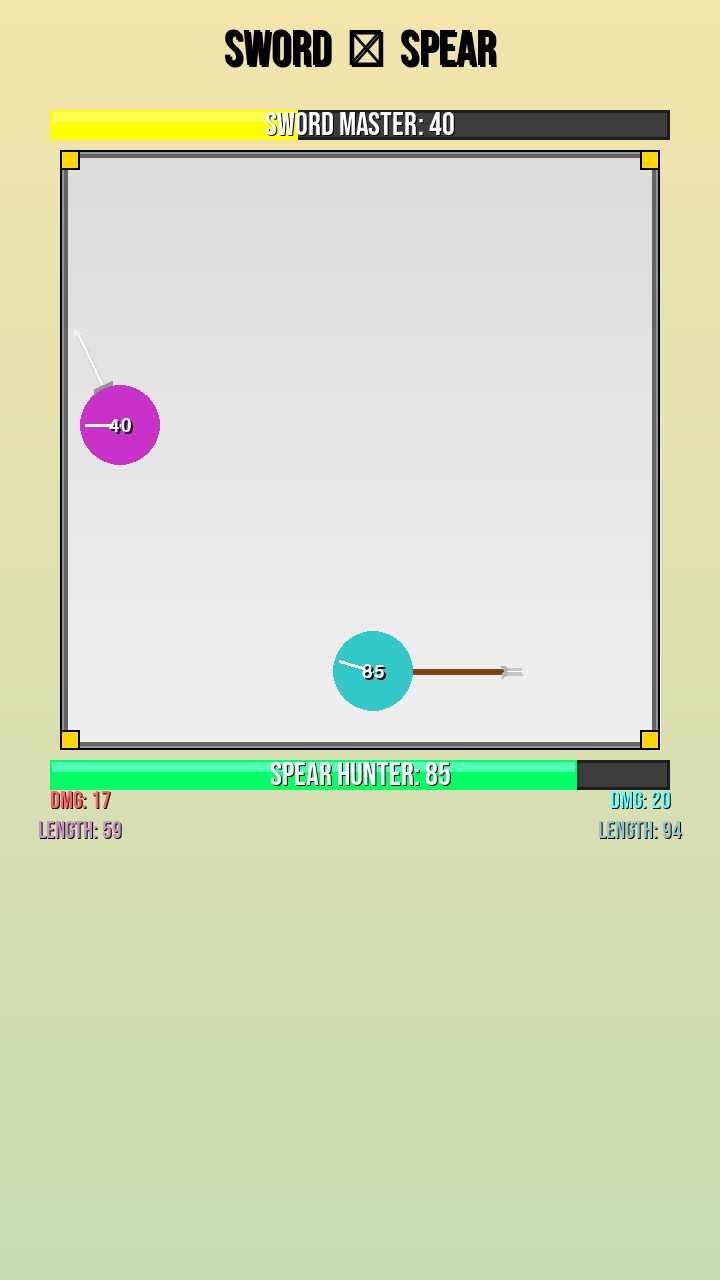 SWORD ☒ SPEAR
SWORD MASTER: 40
40
85
SPEAR HUNTER: 85
DMG: 17 DMG: 20
LENGTH: 59 LENGTH: 94